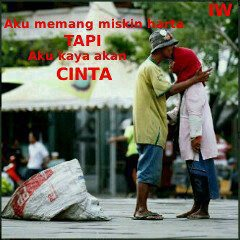 IW
Aku memang miskin harta
TAPI
Aku kaya akan
CINTA